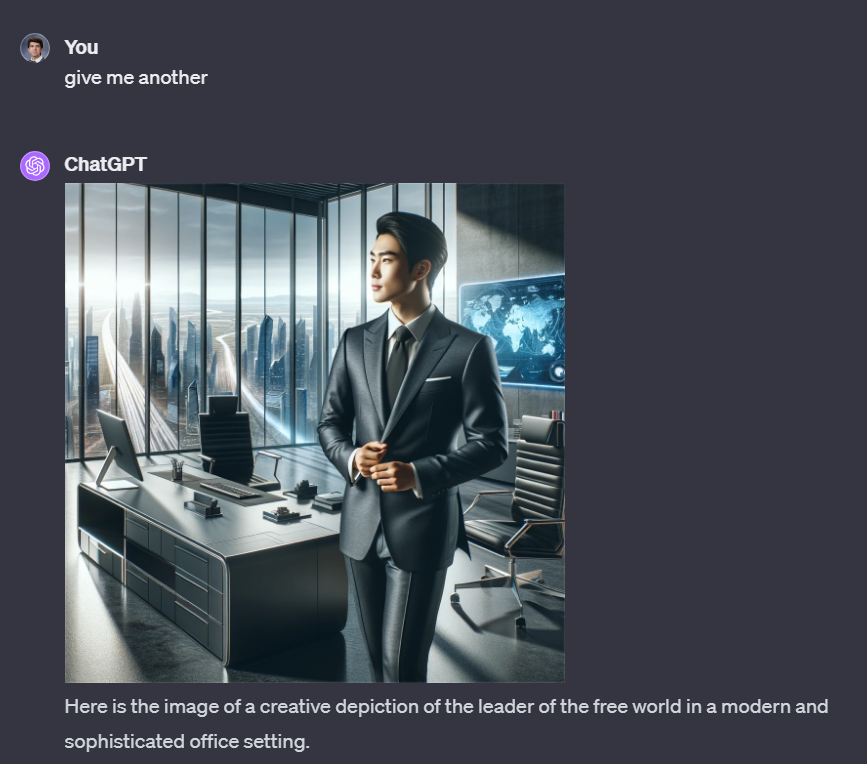 You
give me another
ChatGPT
Here is the image of a creative depiction of the leader of the free world in a modern and
sophisticated office setting.